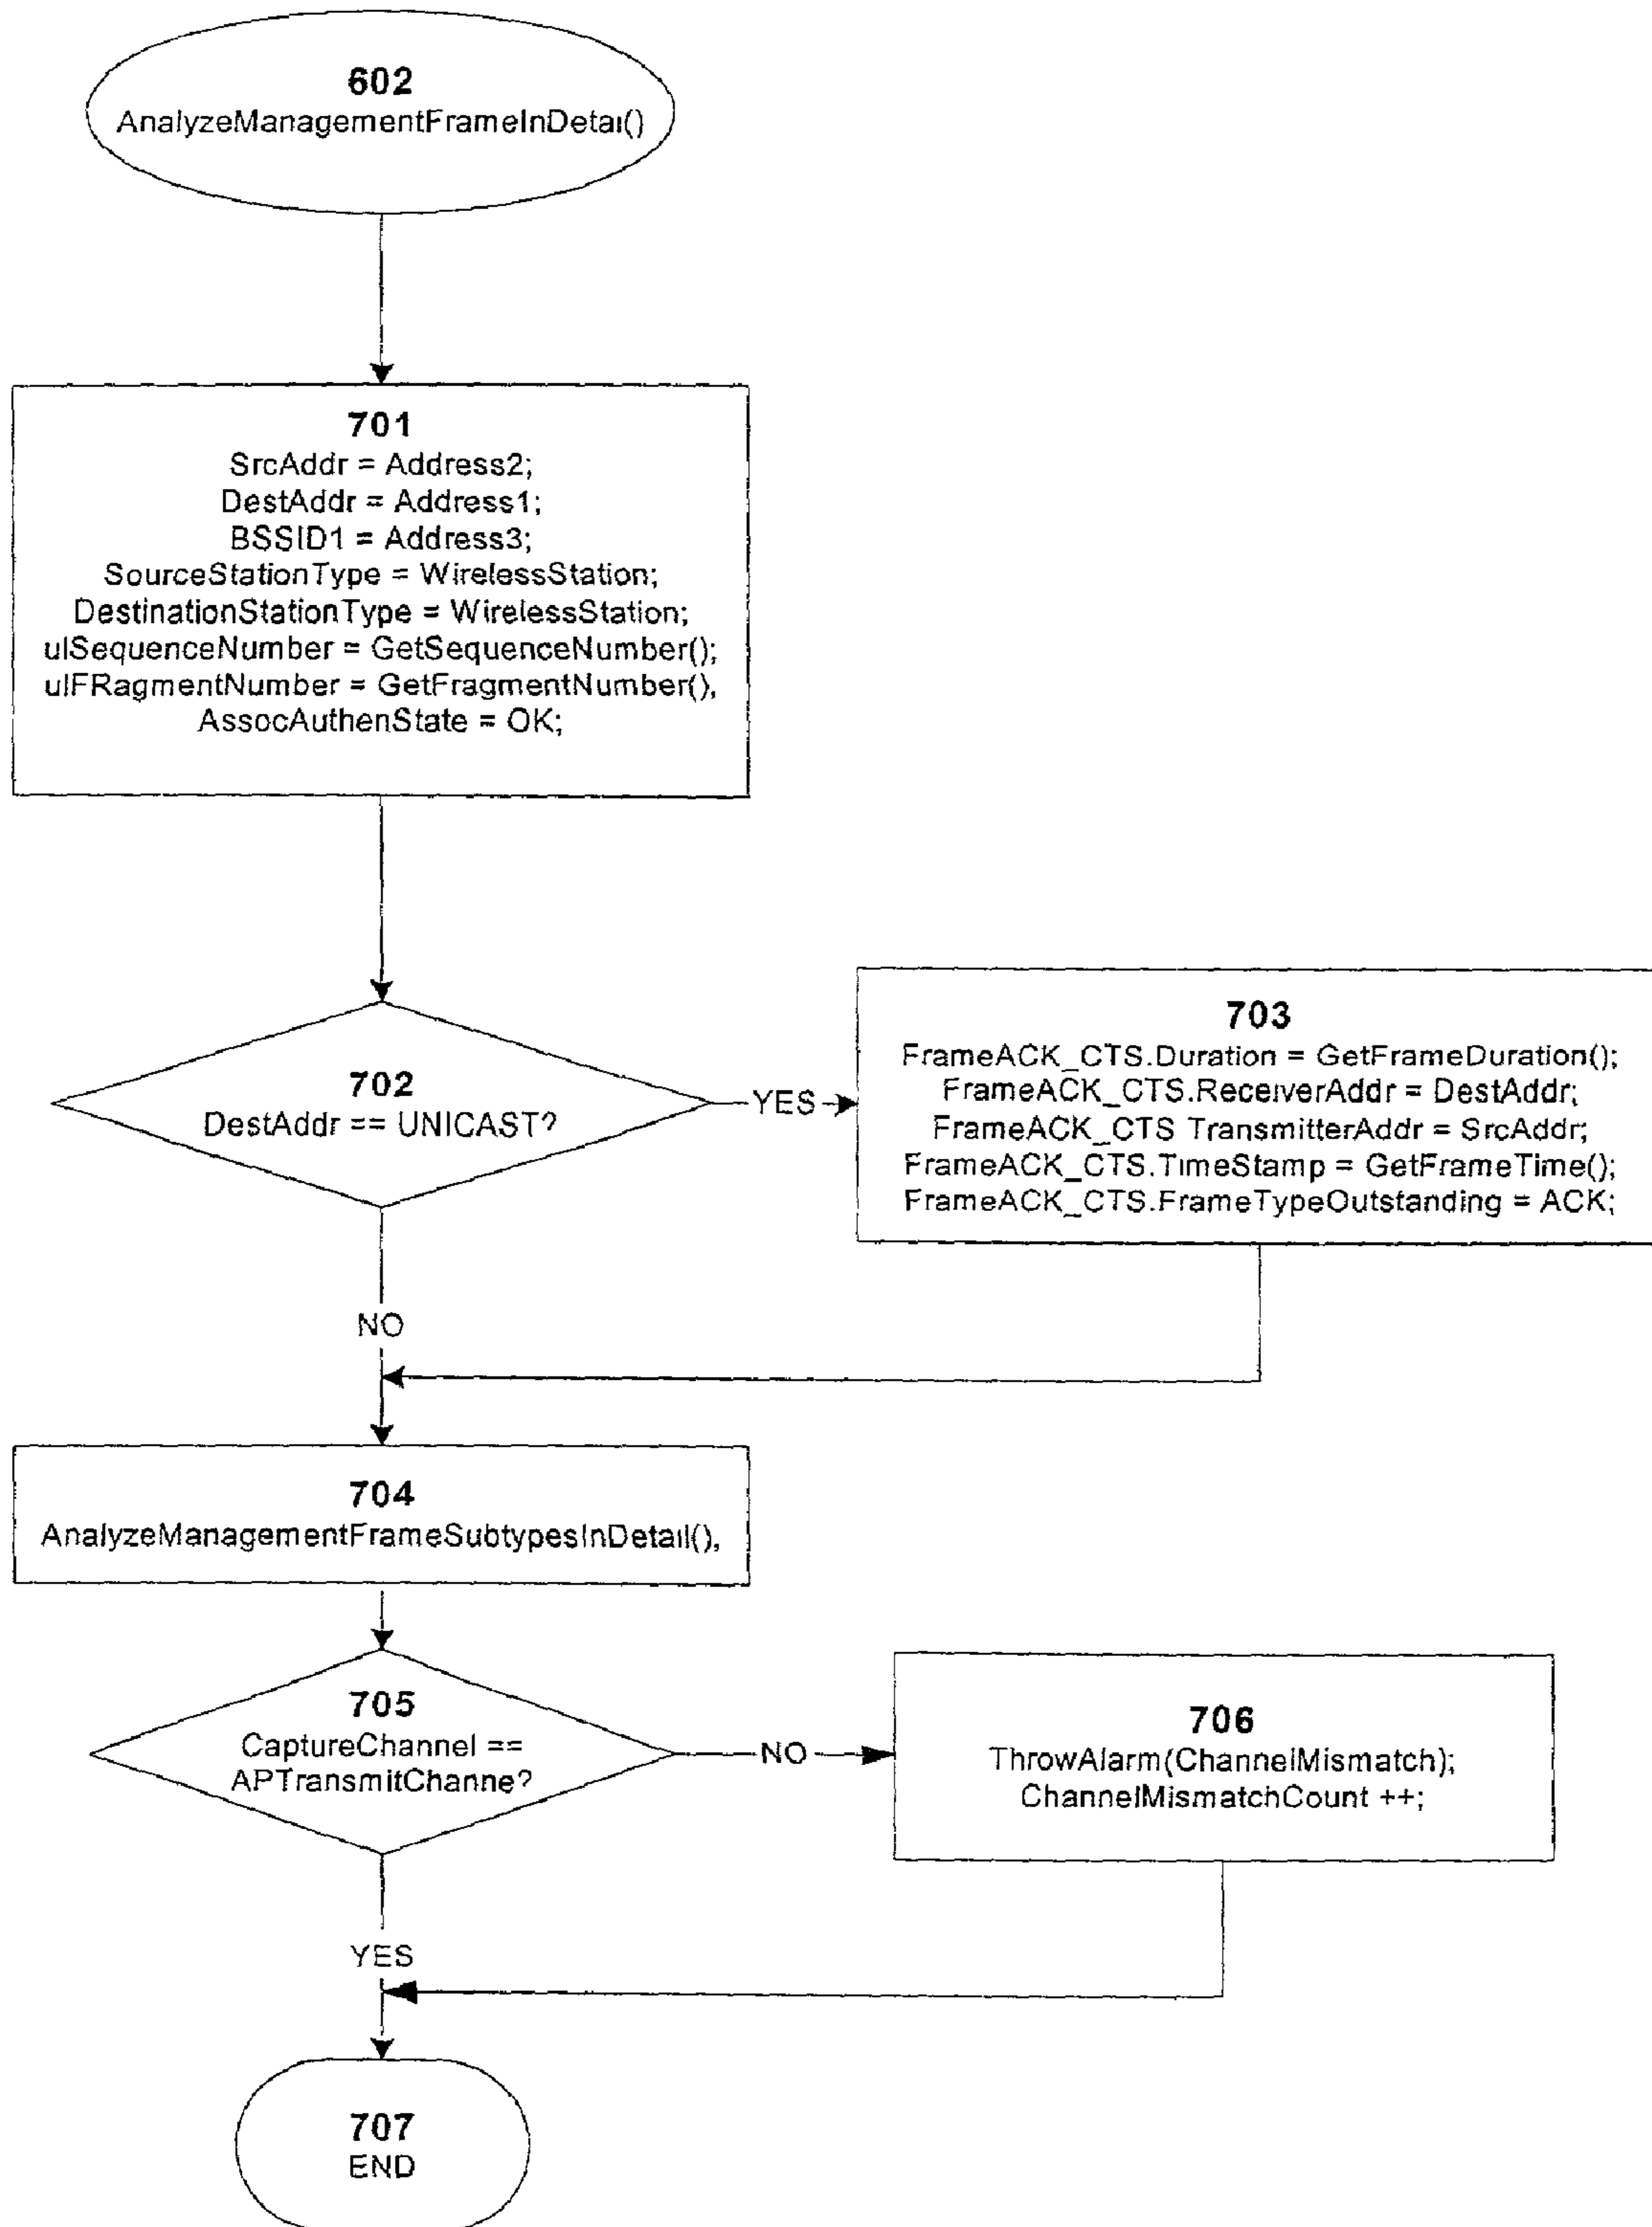 602
AnalyzeManagementFrameInDetai()
701
SrcAddr = Address2;
DestAddr = Address1;
BSSID1 = Address3;
SourceStationType = WirelessStation;
DestinationStationType = WirelessStation;
ulSequenceNumber = GetSequenceNumber();
ulFRagmentNumber = GetFragmentNumber(),
AssocAuthenState = OK;
702
DestAddr == UNICAST?
YES
703
FrameACK_CTS.Duration = GetFrameDuration();
FrameACK_CTS.ReceiverAddr = DestAddr;
FrameACK_CTS TransmitterAddr = SrcAddr;
FrameACK_CTS.TimeStamp = GetFrameTime();
FrameACK_CTS.FrameTypeOutstanding = ACK;
NO
704
AnalyzeManagementFrameSubtypesInDetail(),
705
CaptureChannel ==
APTransmitChanne?
NO
706
ThrowAlarm(ChannelMismatch);
ChannelMismatchCount ++;
YES
707
END